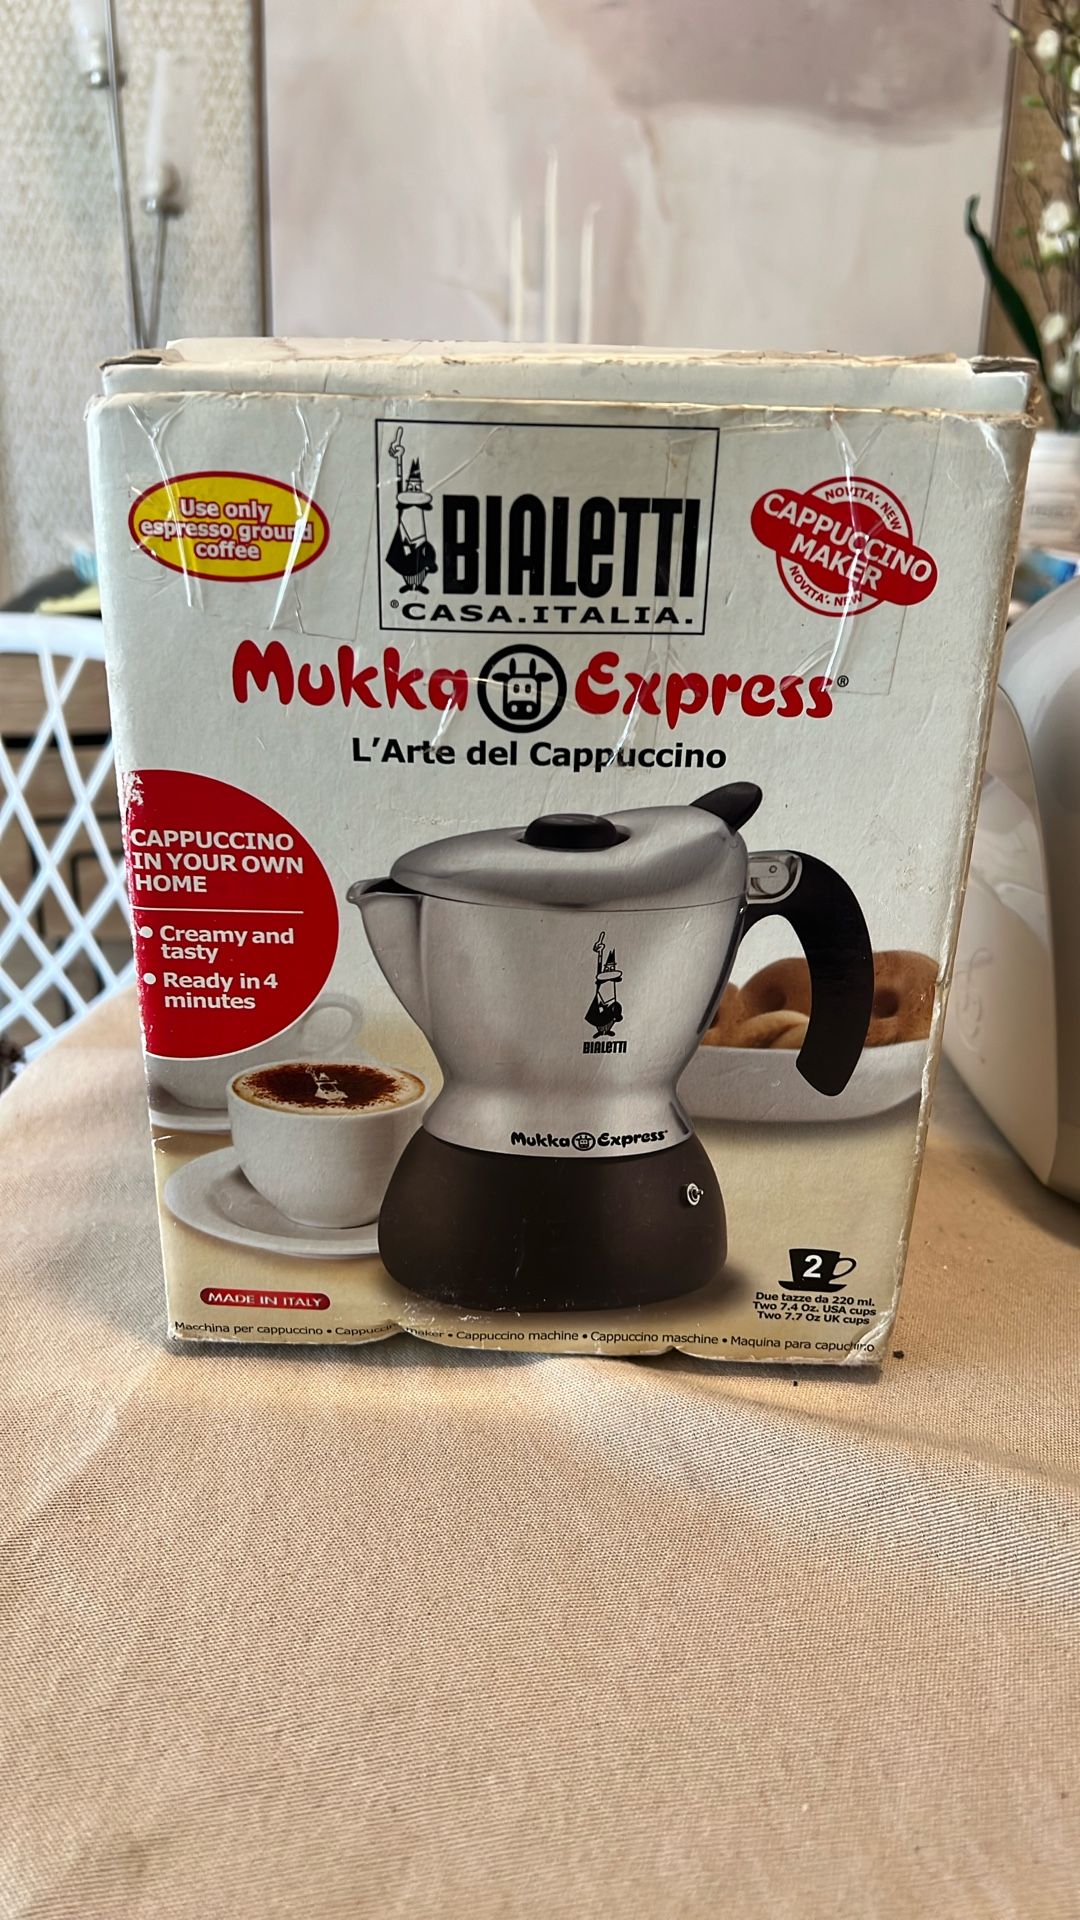 Use only
espresso ground
coffee
BIALETTI
®CASA.ITALIA.
NOVITA'. NEW
CAPPUCCINO
MAKER
NOVITA'. NEW
Mukka Express®
L'Arte del Cappuccino
CAPPUCCINO
IN YOUR OWN
HOME
• Creamy and
tasty
• Ready in 4
minutes
BIALETTI
Mukka Express®
MADE IN ITALY
2
Due tazze da 220 ml.
Two 7.4 Oz. USA cups
Two 7.7 Oz UK cups
Macchina per cappuccino • Cappuccino maker • Cappuccino machine • Cappuccino maschine • Maquina para capuchino